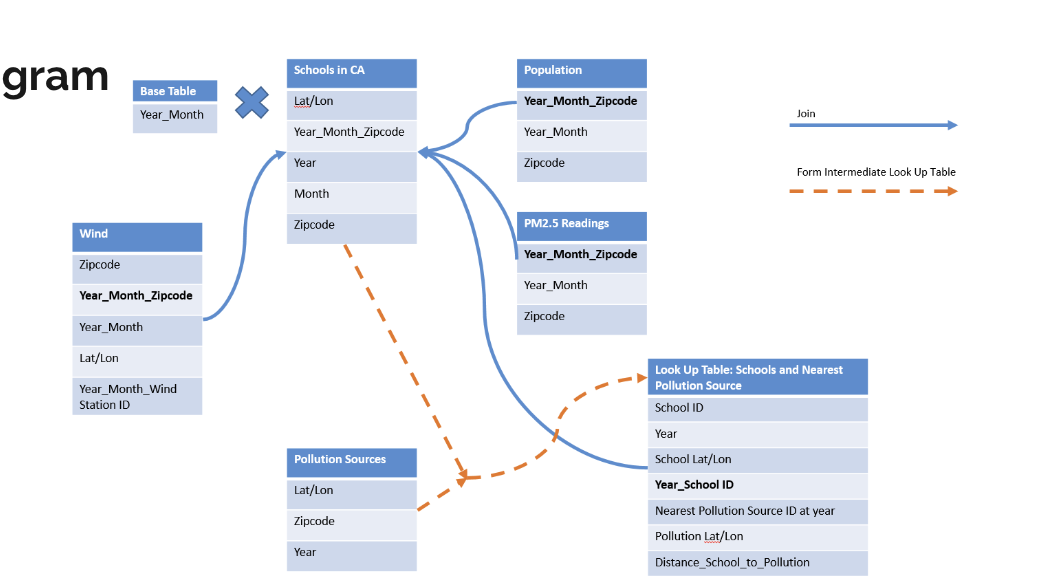 gram
Base Table
Year_Month
Schools in CA
Lat/Lon
Year_Month_Zipcode
Year
Month
Zipcode
Population
Year_Month_Zipcode
Year_Month
Zipcode
Join
Form Intermediate Look Up Table
Wind
Zipcode
Year_Month_Zipcode
Year_Month
Lat/Lon
Year_Month_Wind
Station ID
PM2.5 Readings
Year_Month_Zipcode
Year_Month
Zipcode
Pollution Sources
Lat/Lon
Zipcode
Year
Look Up Table: Schools and Nearest
Pollution Source
School ID
Year
School Lat/Lon
Year_School ID
Nearest Pollution Source ID at year
Pollution Lat/Lon
Distance_School_to_Pollution